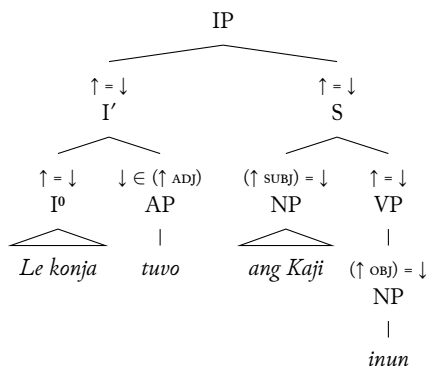 IP
↑ = ↓ ↑ = ↓
I′ S
↑ = ↓ ↓ ∈ (↑ ADJ) (↑ SUBJ) = ↓ ↑ = ↓
I⁰ AP NP VP
Le konja tuvo ang Kaji (↑ OBJ) = ↓
NP
inun